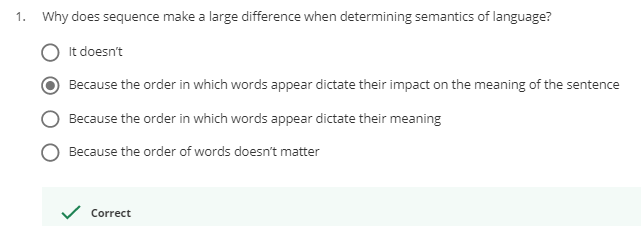 1. Why does sequence make a large difference when determining semantics of language?
It doesn't
Because the order in which words appear dictate their impact on the meaning of the sentence
Because the order in which words appear dictate their meaning
Because the order of words doesn't matter
Correct